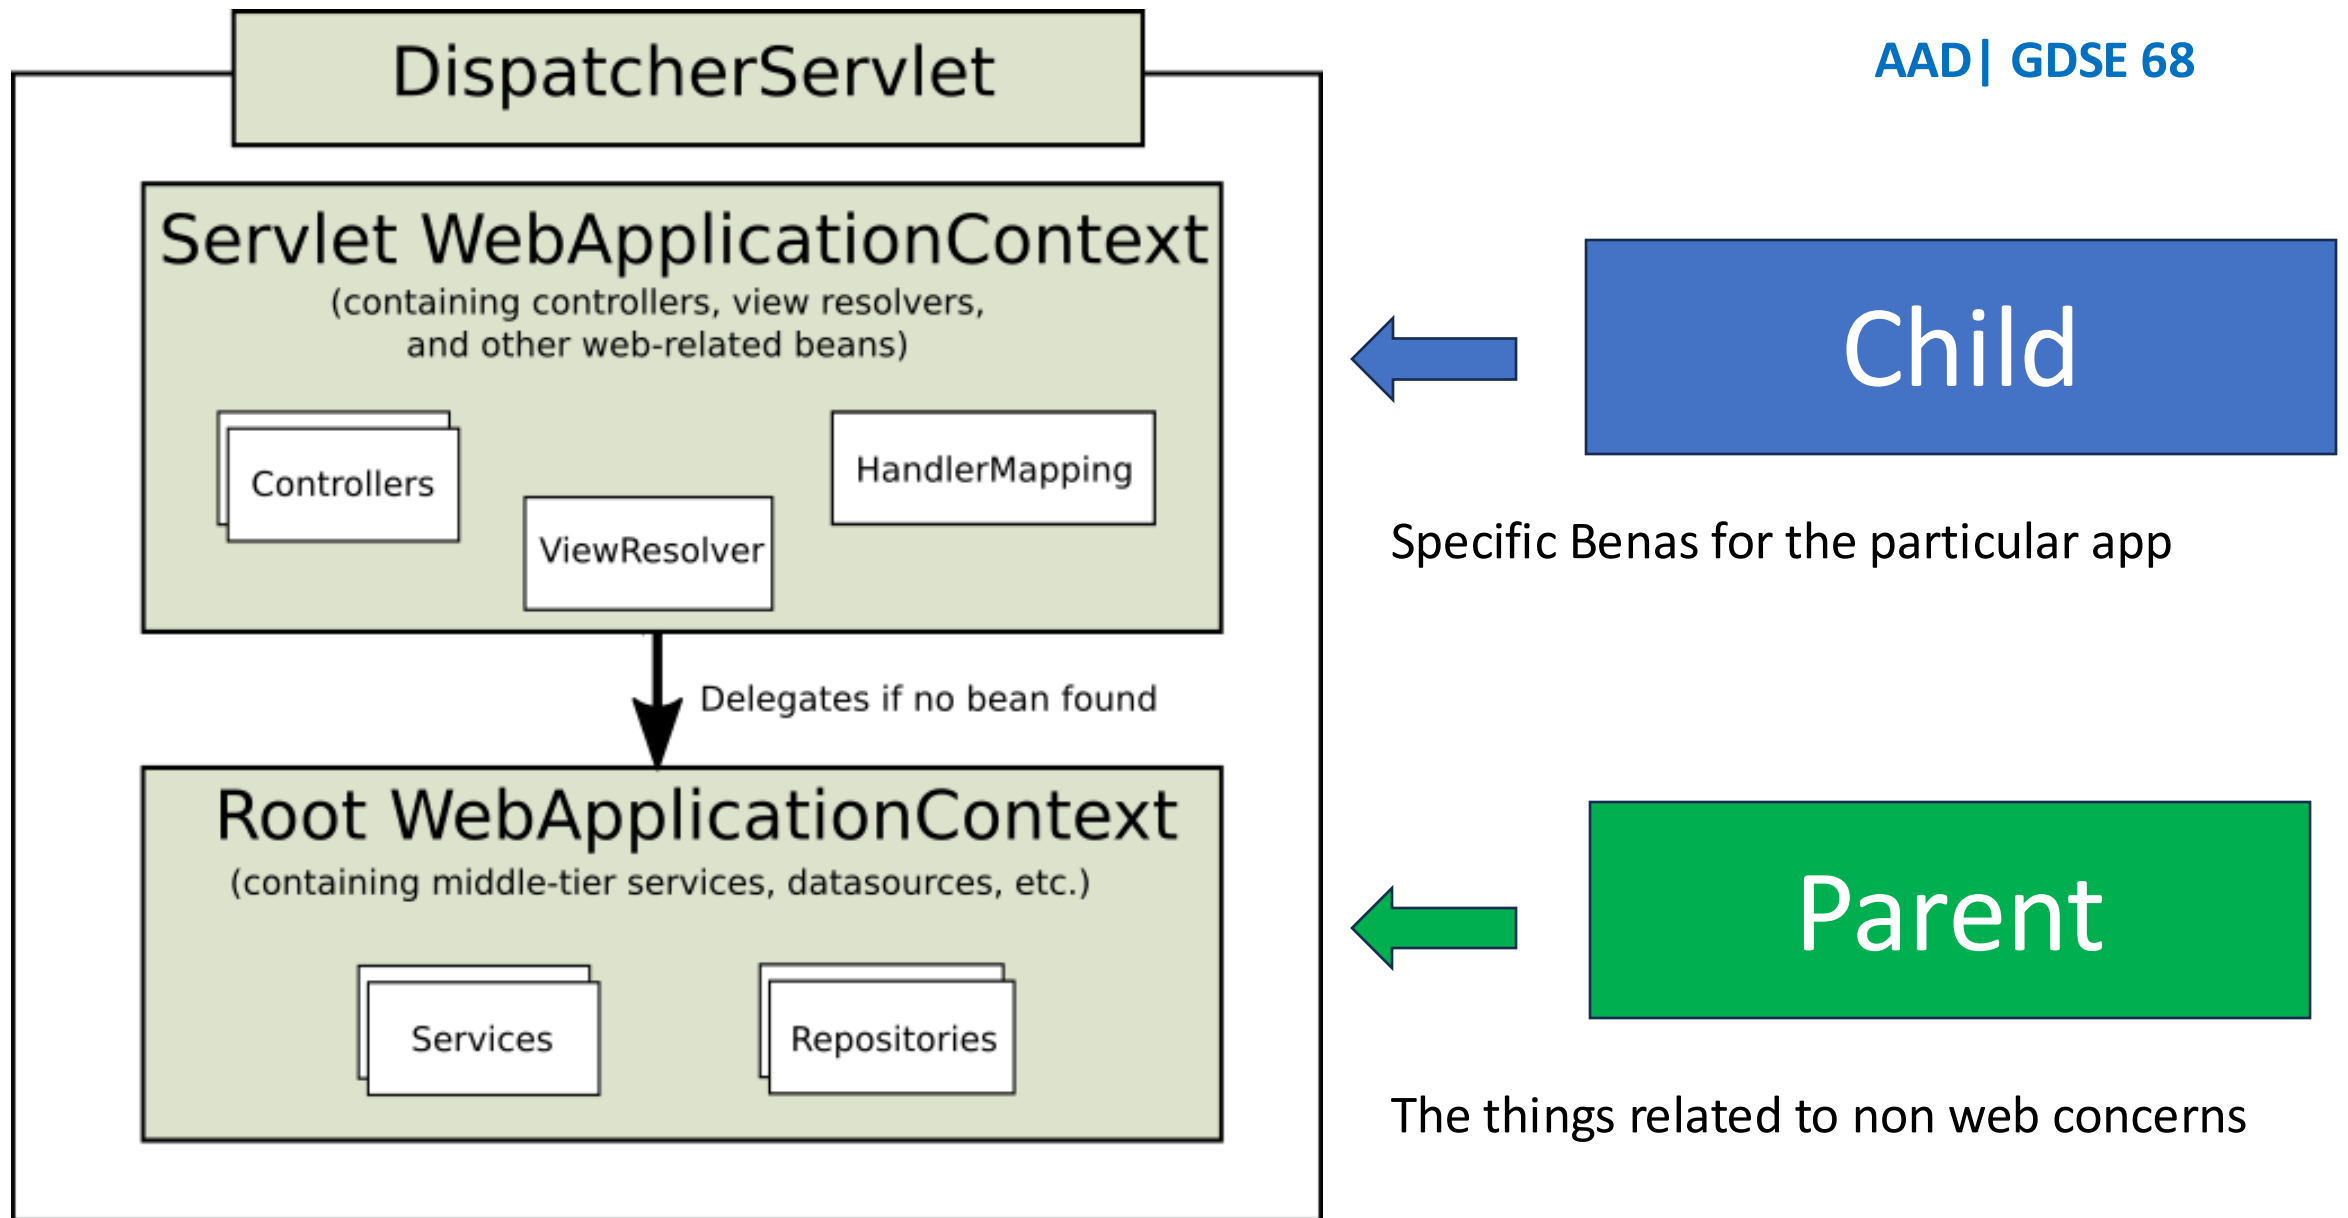 DispatcherServlet
AAD| GDSE 68
Servlet WebApplicationContext
(containing controllers, view resolvers,
and other web-related beans)
Controllers
ViewResolver
HandlerMapping
Child
Specific Benas for the particular app
Delegates if no bean found
Root WebApplicationContext
(containing middle-tier services, datasources, etc.)
Services
Repositories
Parent
The things related to non web concerns